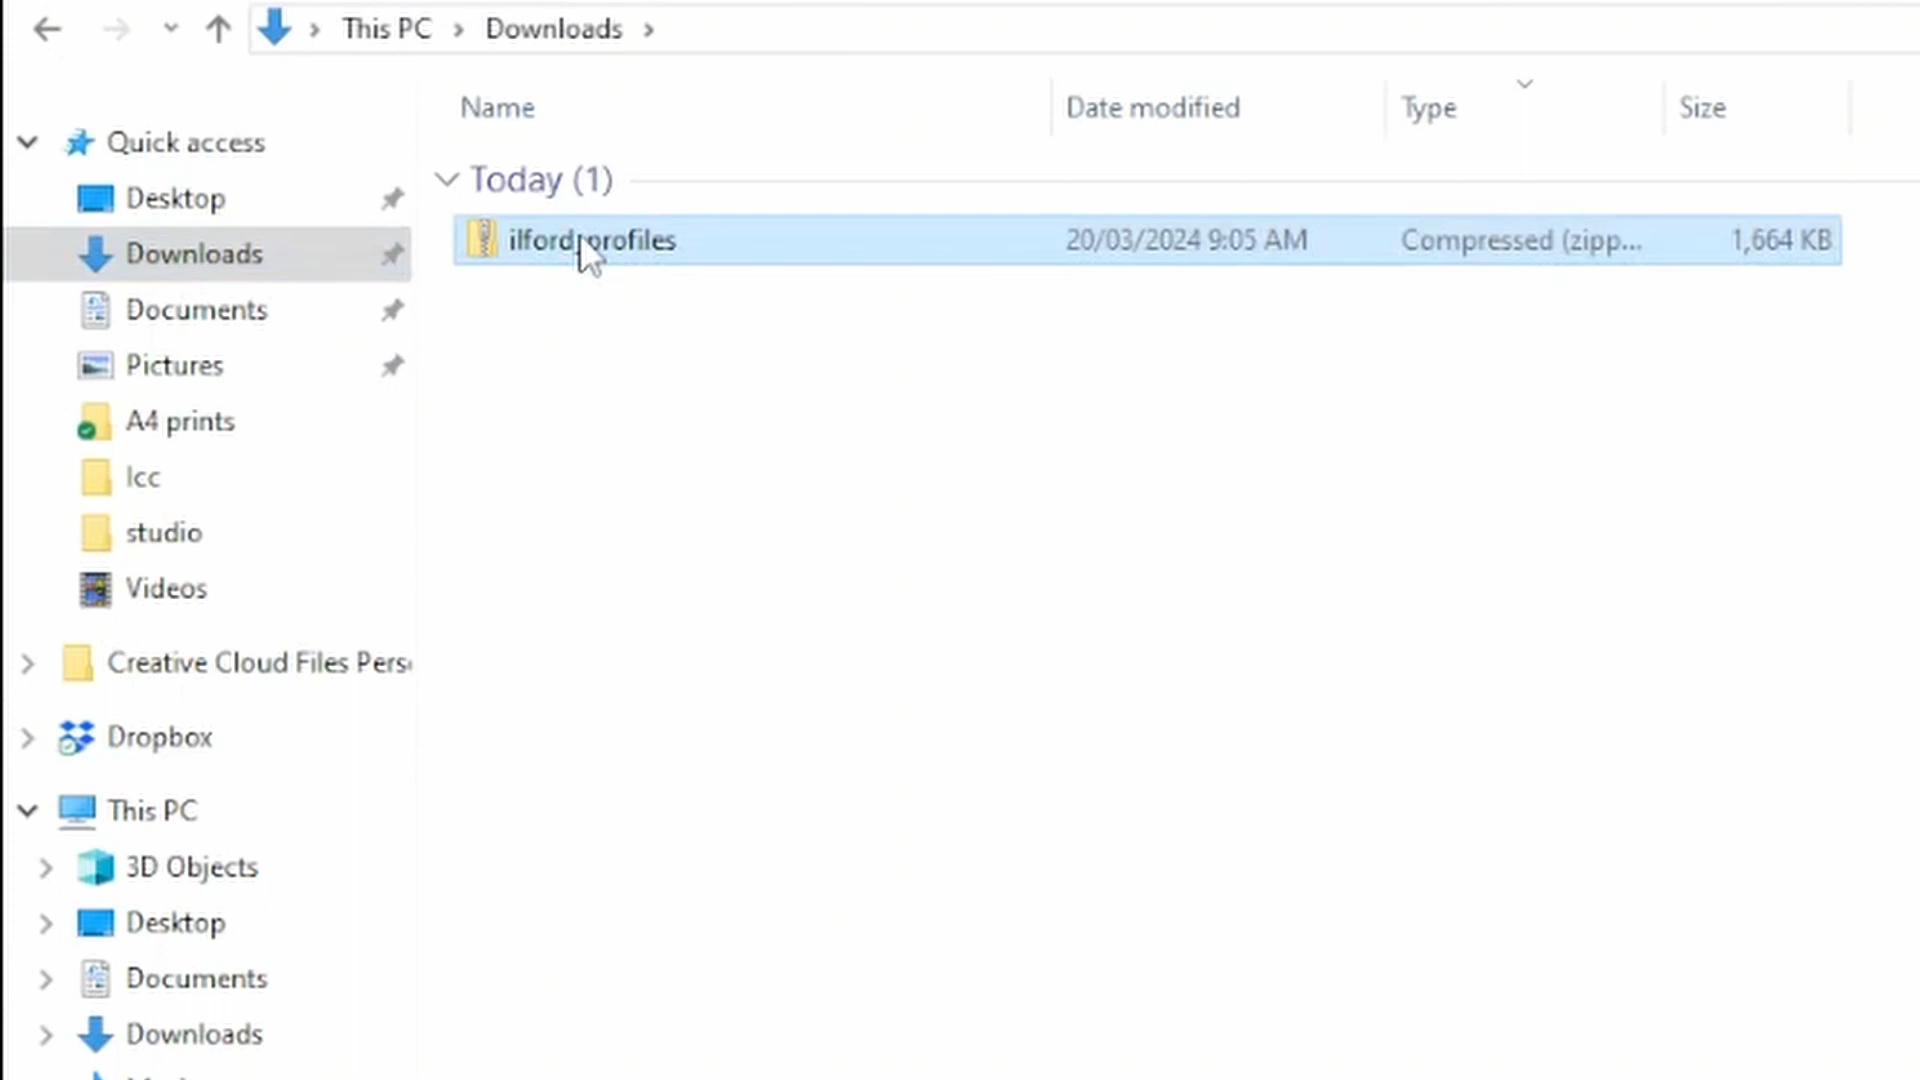 This PC
Downloads
Name
Date modified
Type
Size
Quick access
Desktop
Downloads
Documents
Pictures
A4 prints
Icc
studio
Videos
Creative Cloud Files Pers
Dropbox
This PC
3D Objects
Desktop
Documents
Downloads
Today (1)
ilford profiles
20/03/2024 9:05 AM
Compressed (zipp...
1,664 KB